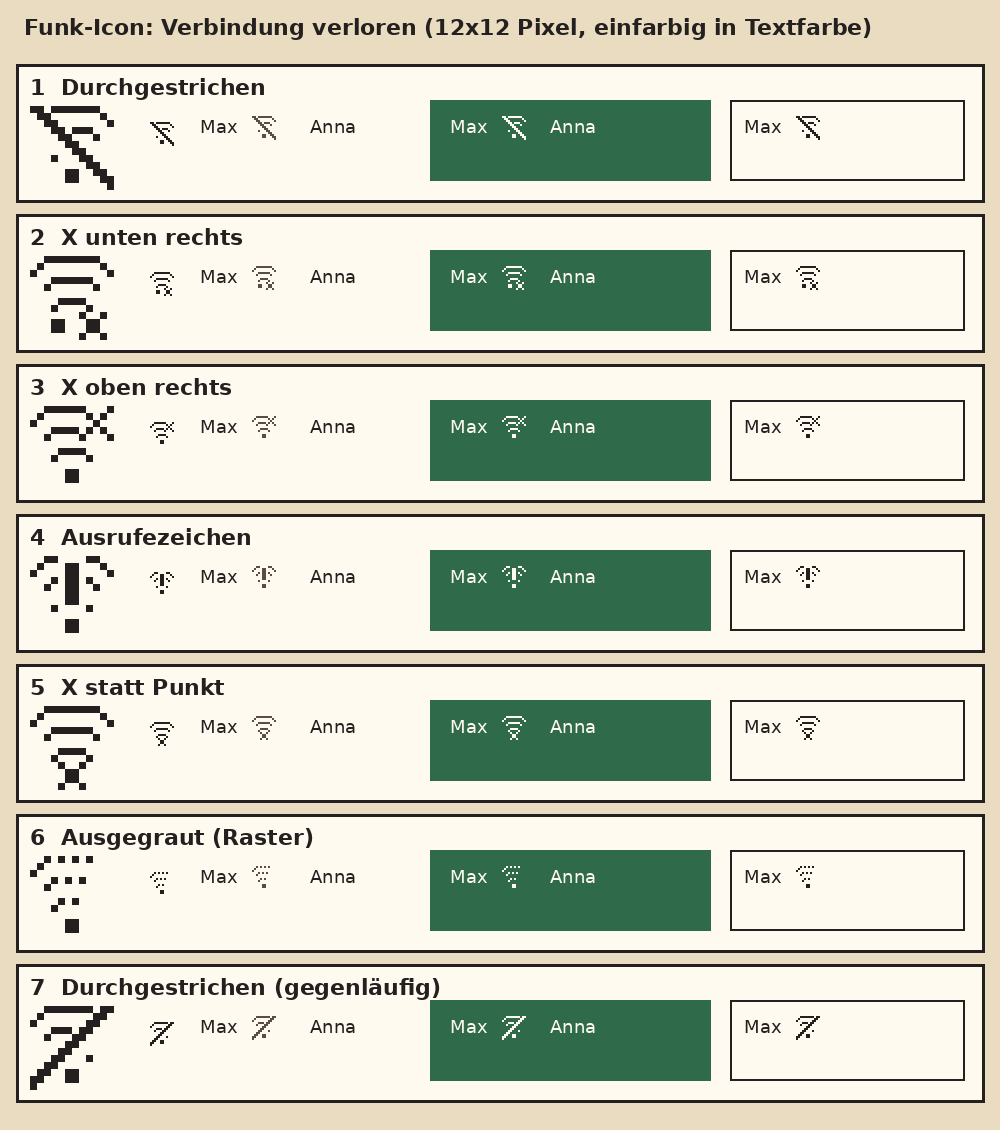 Funk-Icon: Verbindung verloren (12x12 Pixel, einfarbig in Textfarbe)
1 Durchgestrichen
Max Anna Max Anna Max
2 X unten rechts
Max Anna Max Anna Max
3 X oben rechts
Max Anna Max Anna Max
4 Ausrufezeichen
Max Anna Max Anna Max
5 X statt Punkt
Max Anna Max Anna Max
6 Ausgegraut (Raster)
Max Anna Max Anna Max
7 Durchgestrichen (gegenläufig)
Max Anna Max Anna Max